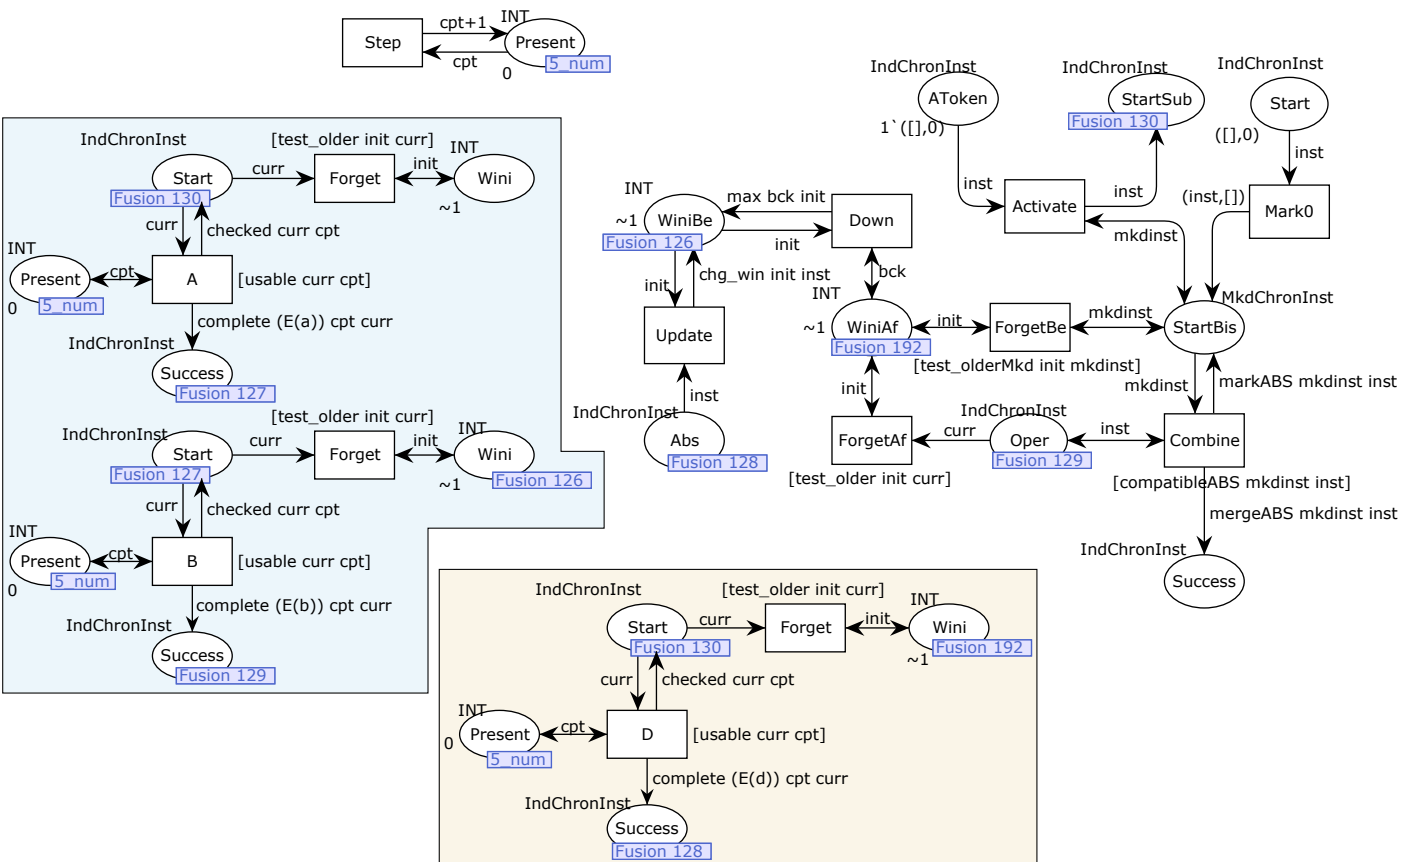 Step
cpt+1
cpt
INT
Present
5_num
0
IndChronInst
AToken
1`([],0)
IndChronInst
StartSub
Fusion 130
IndChronInst
Start
([],0)
inst
Activate
inst
inst
(inst,[])
Mark0
mkdinst
IndChronInst
Start
Fusion 130
curr
[test_older init curr]
Forget
init
INT
Wini
~1
curr
checked curr cpt
INT
Present
5_num
0
cpt
A
[usable curr cpt]
complete (E(a)) cpt curr
IndChronInst
Success
Fusion 127
IndChronInst
Start
Fusion 127
curr
[test_older init curr]
Forget
init
INT
Wini
Fusion 126
~1
curr
checked curr cpt
INT
Present
5_num
0
cpt
B
[usable curr cpt]
complete (E(b)) cpt curr
IndChronInst
Success
Fusion 129
INT
WiniBe
Fusion 126
~1
max bck init
init
Down
bck
init
chg_win init inst
Update
inst
IndChronInst
Abs
Fusion 128
INT
WiniAf
Fusion 192
~1
init
ForgetBe
mkdinst
[test_olderMkd init mkdinst]
MkdChronInst
StartBis
init
ForgetAf
[test_older init curr]
curr
IndChronInst
Oper
Fusion 129
inst
mkdinst
markABS mkdinst inst
Combine
[compatibleABS mkdinst inst]
mergeABS mkdinst inst
IndChronInst
Success
IndChronInst
Start
Fusion 130
curr
[test_older init curr]
Forget
init
INT
Wini
Fusion 192
~1
curr
checked curr cpt
INT
Present
5_num
0
cpt
D
[usable curr cpt]
complete (E(d)) cpt curr
IndChronInst
Success
Fusion 128